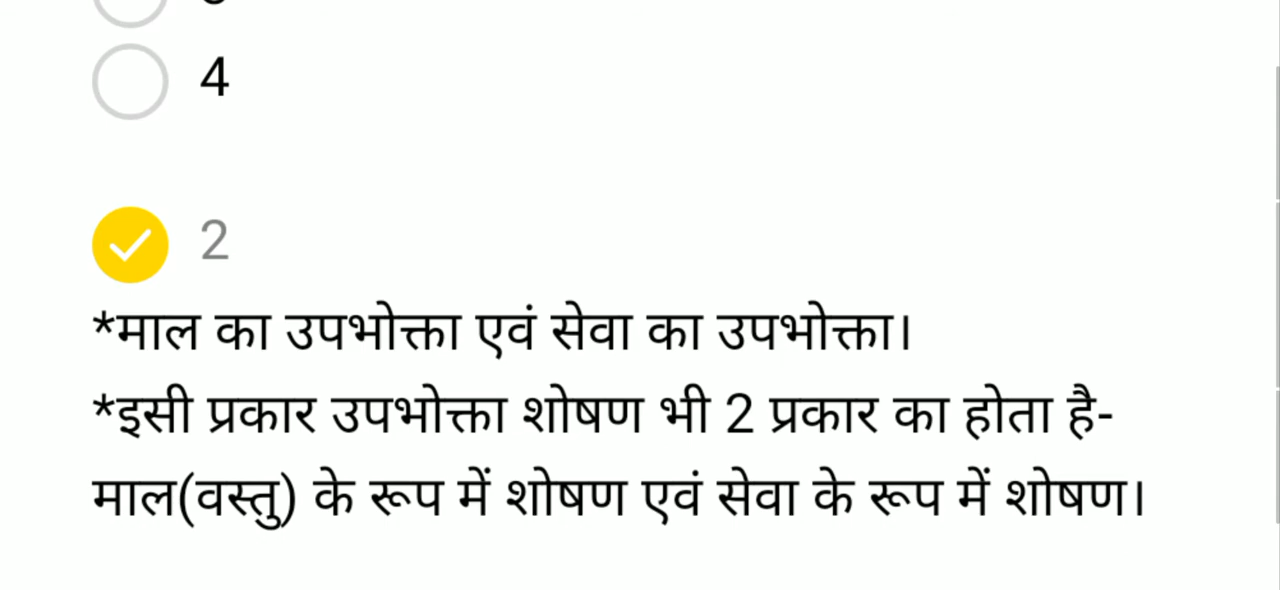 4
2
*माल का उपभोक्ता एवं सेवा का उपभोक्ता।
*इसी प्रकार उपभोक्ता शोषण भी 2 प्रकार का होता है-
माल(वस्तु) के रूप में शोषण एवं सेवा के रूप में शोषण।